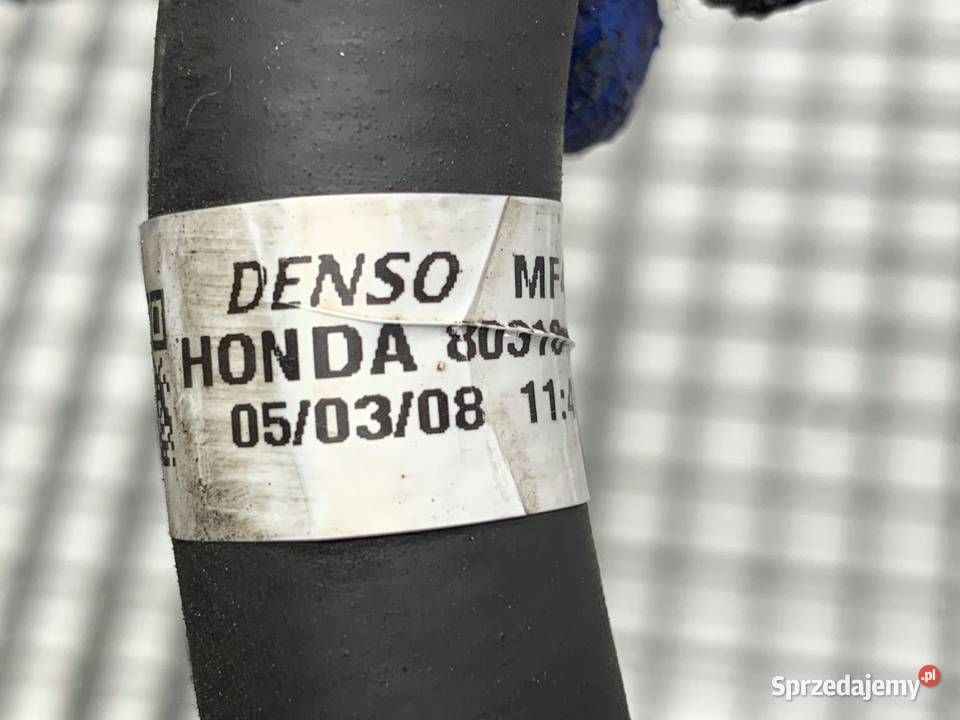 DENSO
HONDA
05/03/08
Sprzedajemy.pl